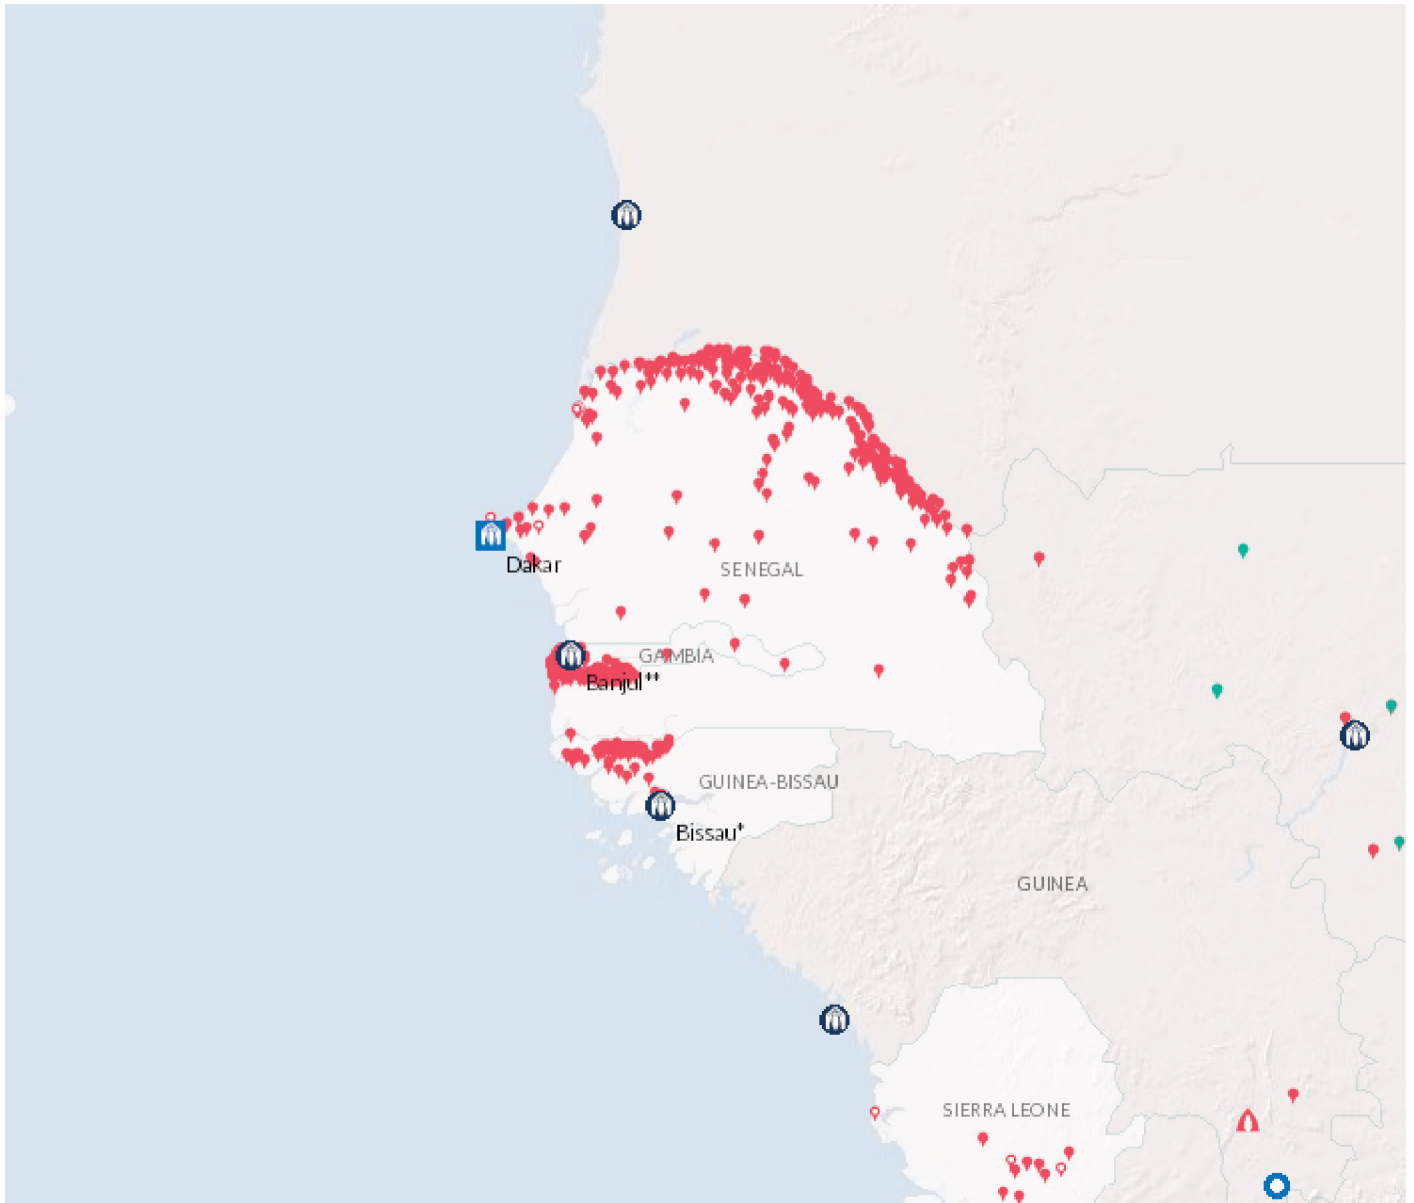 Dakar
SENEGAL
GAMBIA
Banjul**
GUINEA-BISSAU
Bissau*
GUINEA
SIERRA LEONE